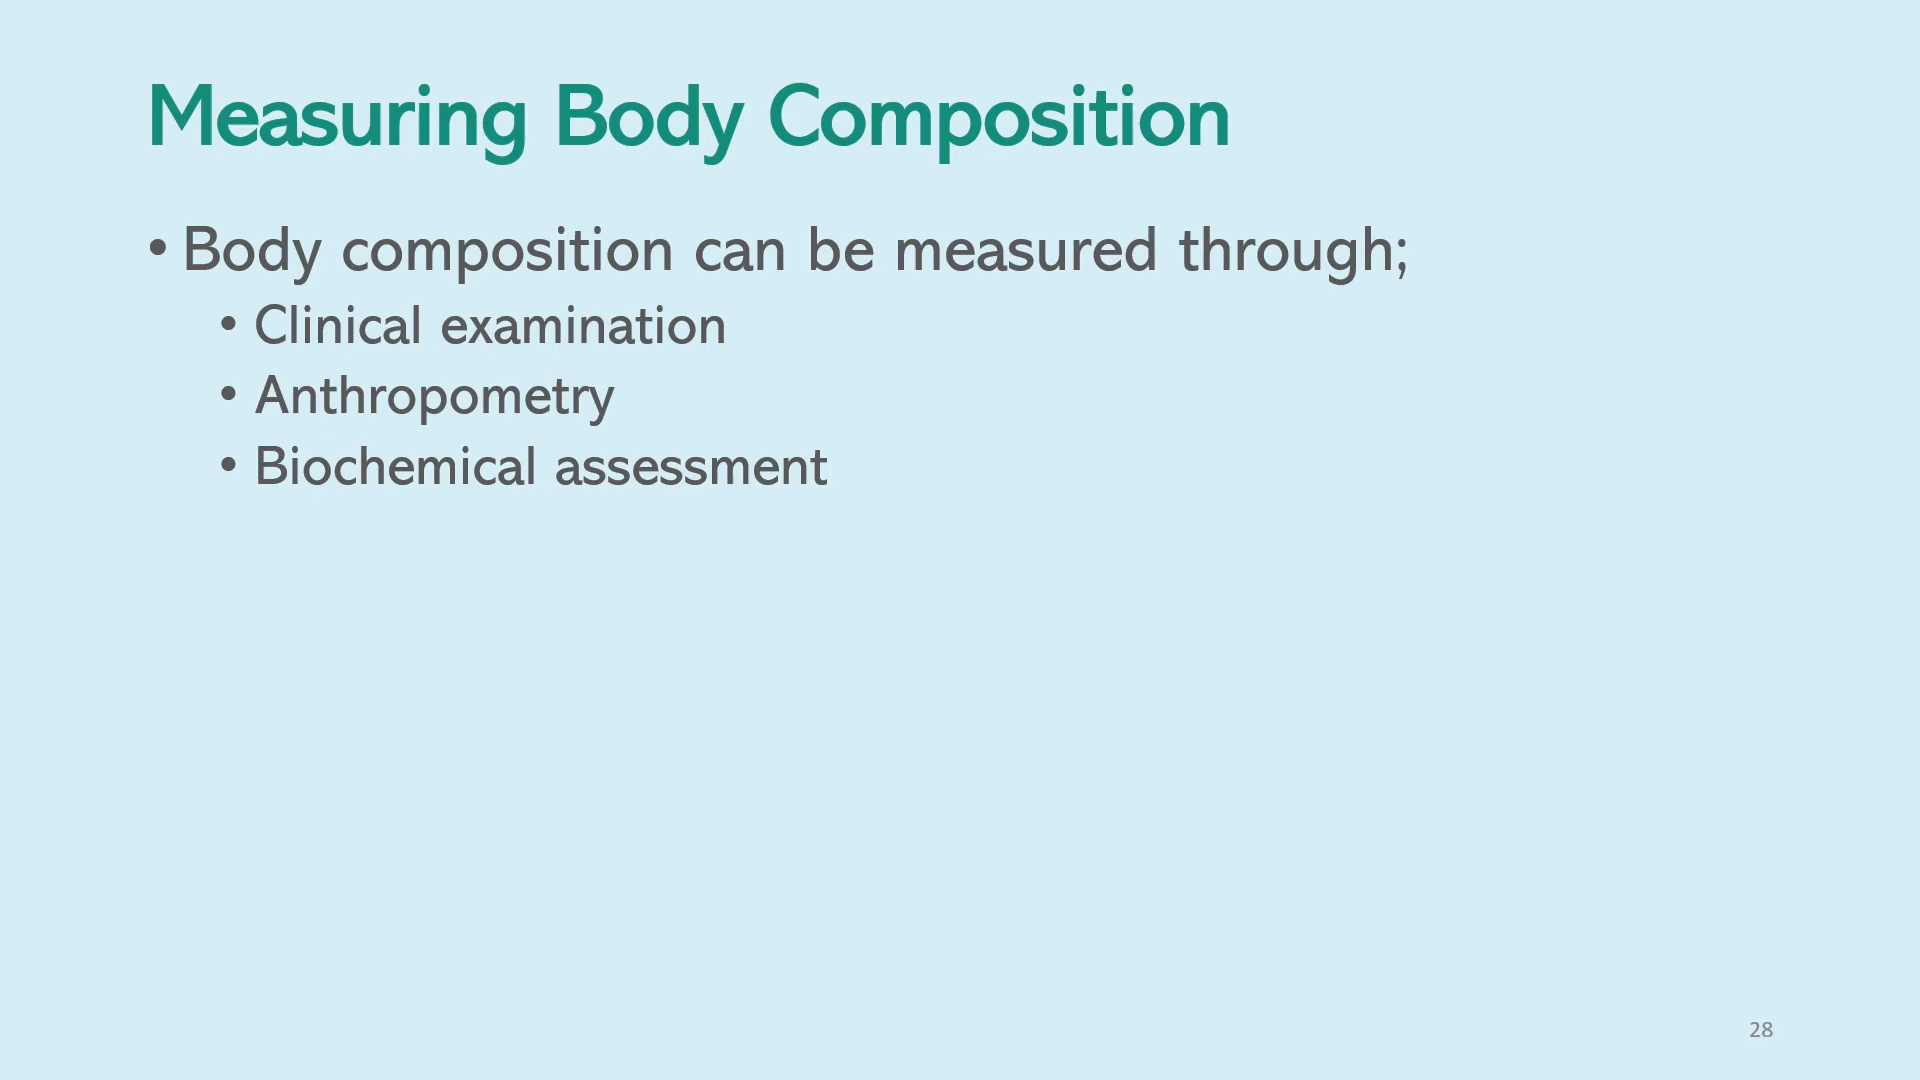 Measuring Body Composition
• Body composition can be measured through;
• Clinical examination
• Anthropometry
• Biochemical assessment
28